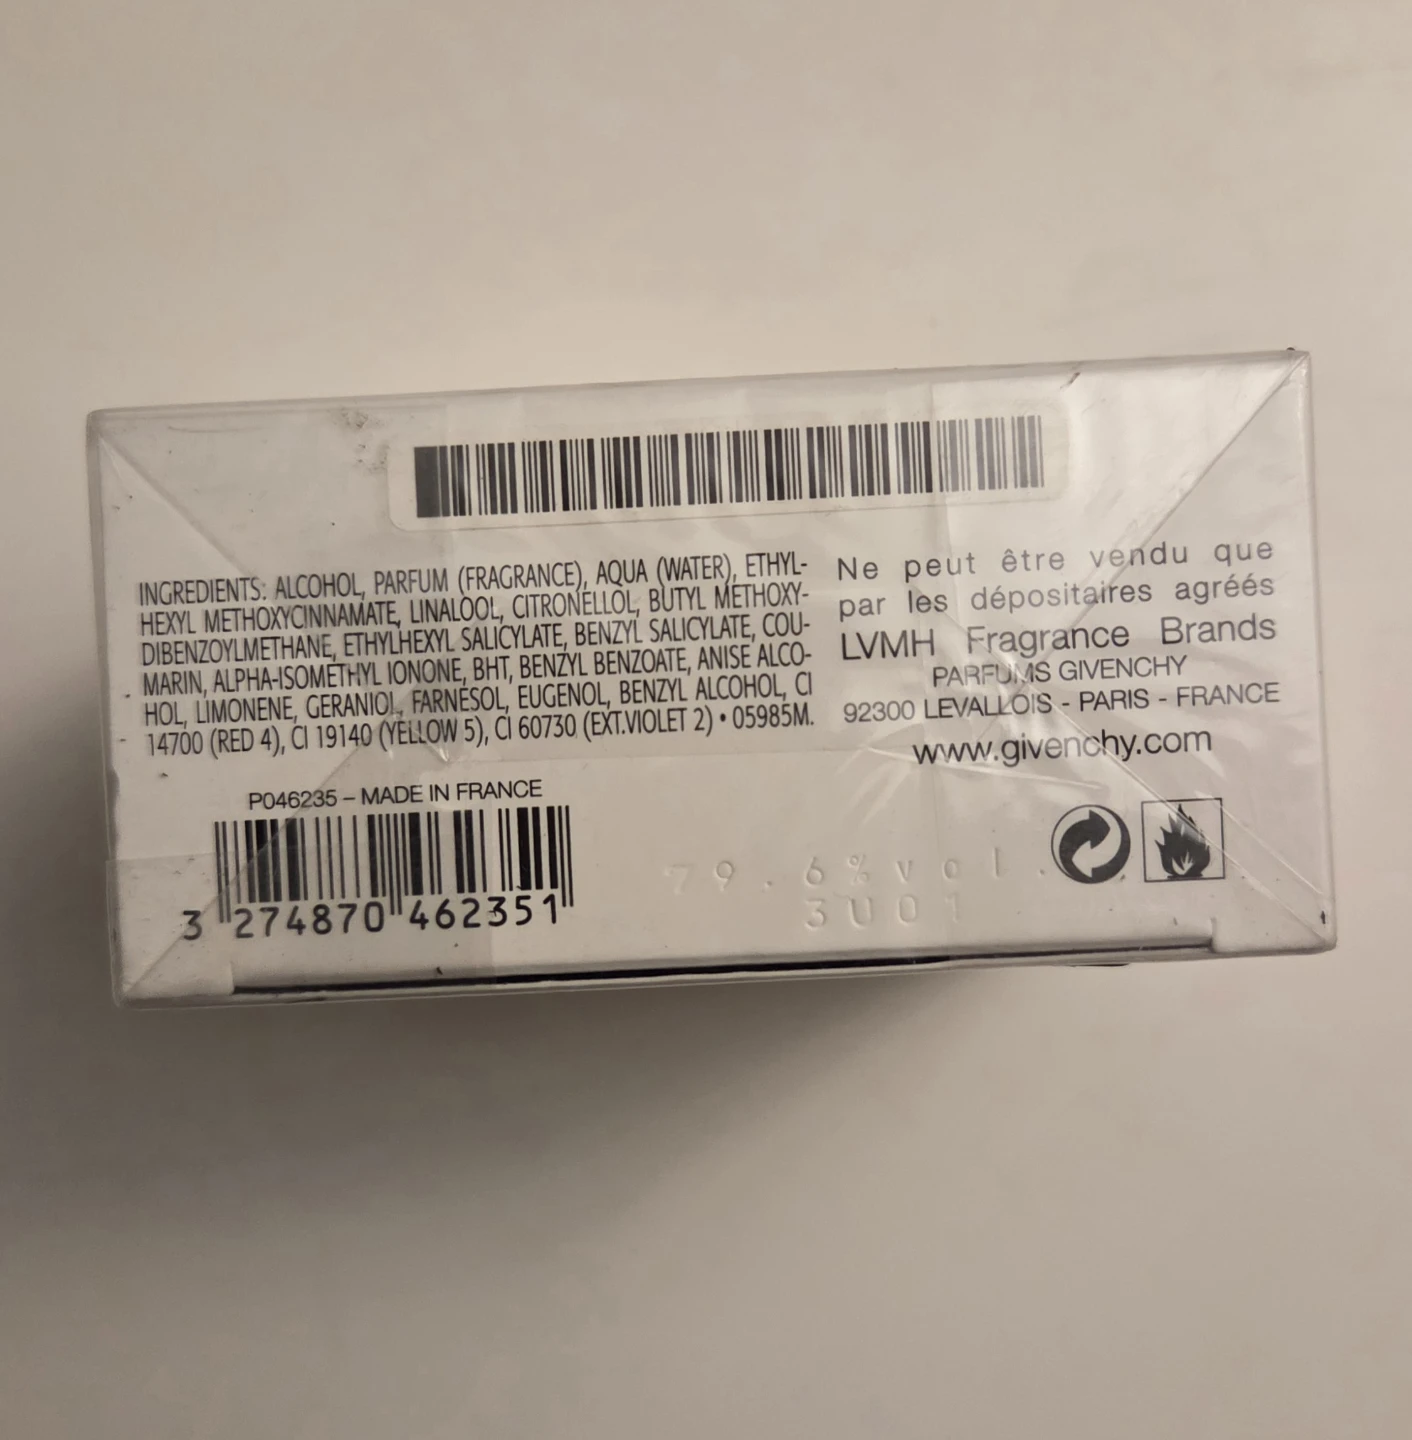 INGREDIENTS: ALCOHOL, PARFUM (FRAGRANCE), AQUA (WATER), ETHYL-
HEXYL METHOXYCINNAMATE, LINALOOL, CITRONELLOL, BUTYL METHOXY-
DIBENZOYLMETHANE, ETHYLHEXYL SALICYLATE, BENZYL SALICYLATE, COU-
MARIN, ALPHA-ISOMETHYL IONONE, BHT, BENZYL BENZOATE, ANISE ALCO-
HOL, LIMONENE, GERANIOL, FARNESOL, EUGENOL, BENZYL ALCOHOL, CI
14700 (RED 4), CI 19140 (YELLOW 5), CI 60730 (EXT.VIOLET 2) • 05985M.
Ne peut être vendu que
par les dépositaires agréés
LVMH Fragrance Brands
PARFUMS GIVENCHY
92300 LEVALLOIS - PARIS - FRANCE
www.givenchy.com
P046235 – MADE IN FRANCE
3 274870 462351
79.6%vol.
3U01